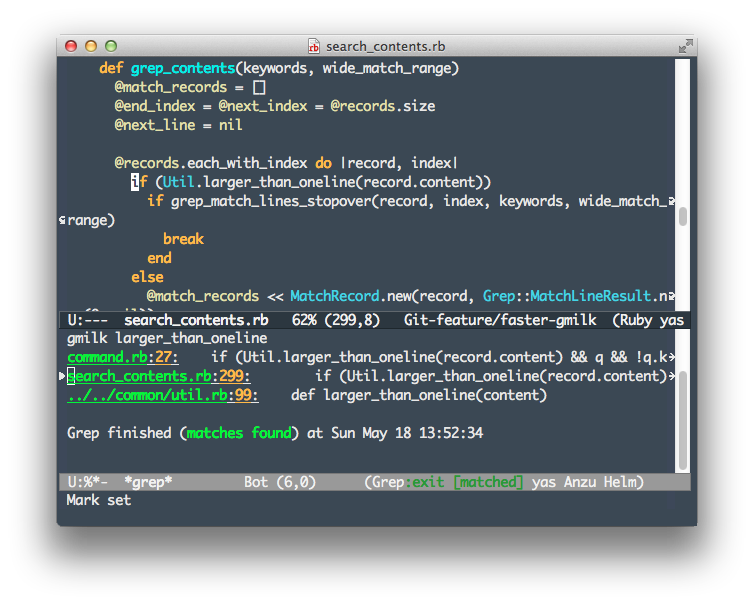 search_contents.rb
def grep_contents(keywords, wide_match_range)
@match_records = []
@end_index = @next_index = @records.size
@next_line = nil
@records.each_with_index do |record, index|
if (Util.larger_than_oneline(record.content))
if grep_match_lines_stopover(record, index, keywords, wide_match_
range)
break
end
else
@match_records << MatchRecord.new(record, Grep::MatchLineResult.n
U:--- search_contents.rb 62% (299,8) Git-feature/faster-gmilk (Ruby yas
gmilk larger_than_oneline
command.rb:27: if (Util.larger_than_oneline(record.content) && q && !q.k
search_contents.rb:299: if (Util.larger_than_oneline(record.content)
../../common/util.rb:99: def larger_than_oneline(content)
Grep finished (matches found) at Sun May 18 13:52:34
U:%*- *grep* Bot (6,0) (Grep:exit [matched] yas Anzu Helm)
Mark set